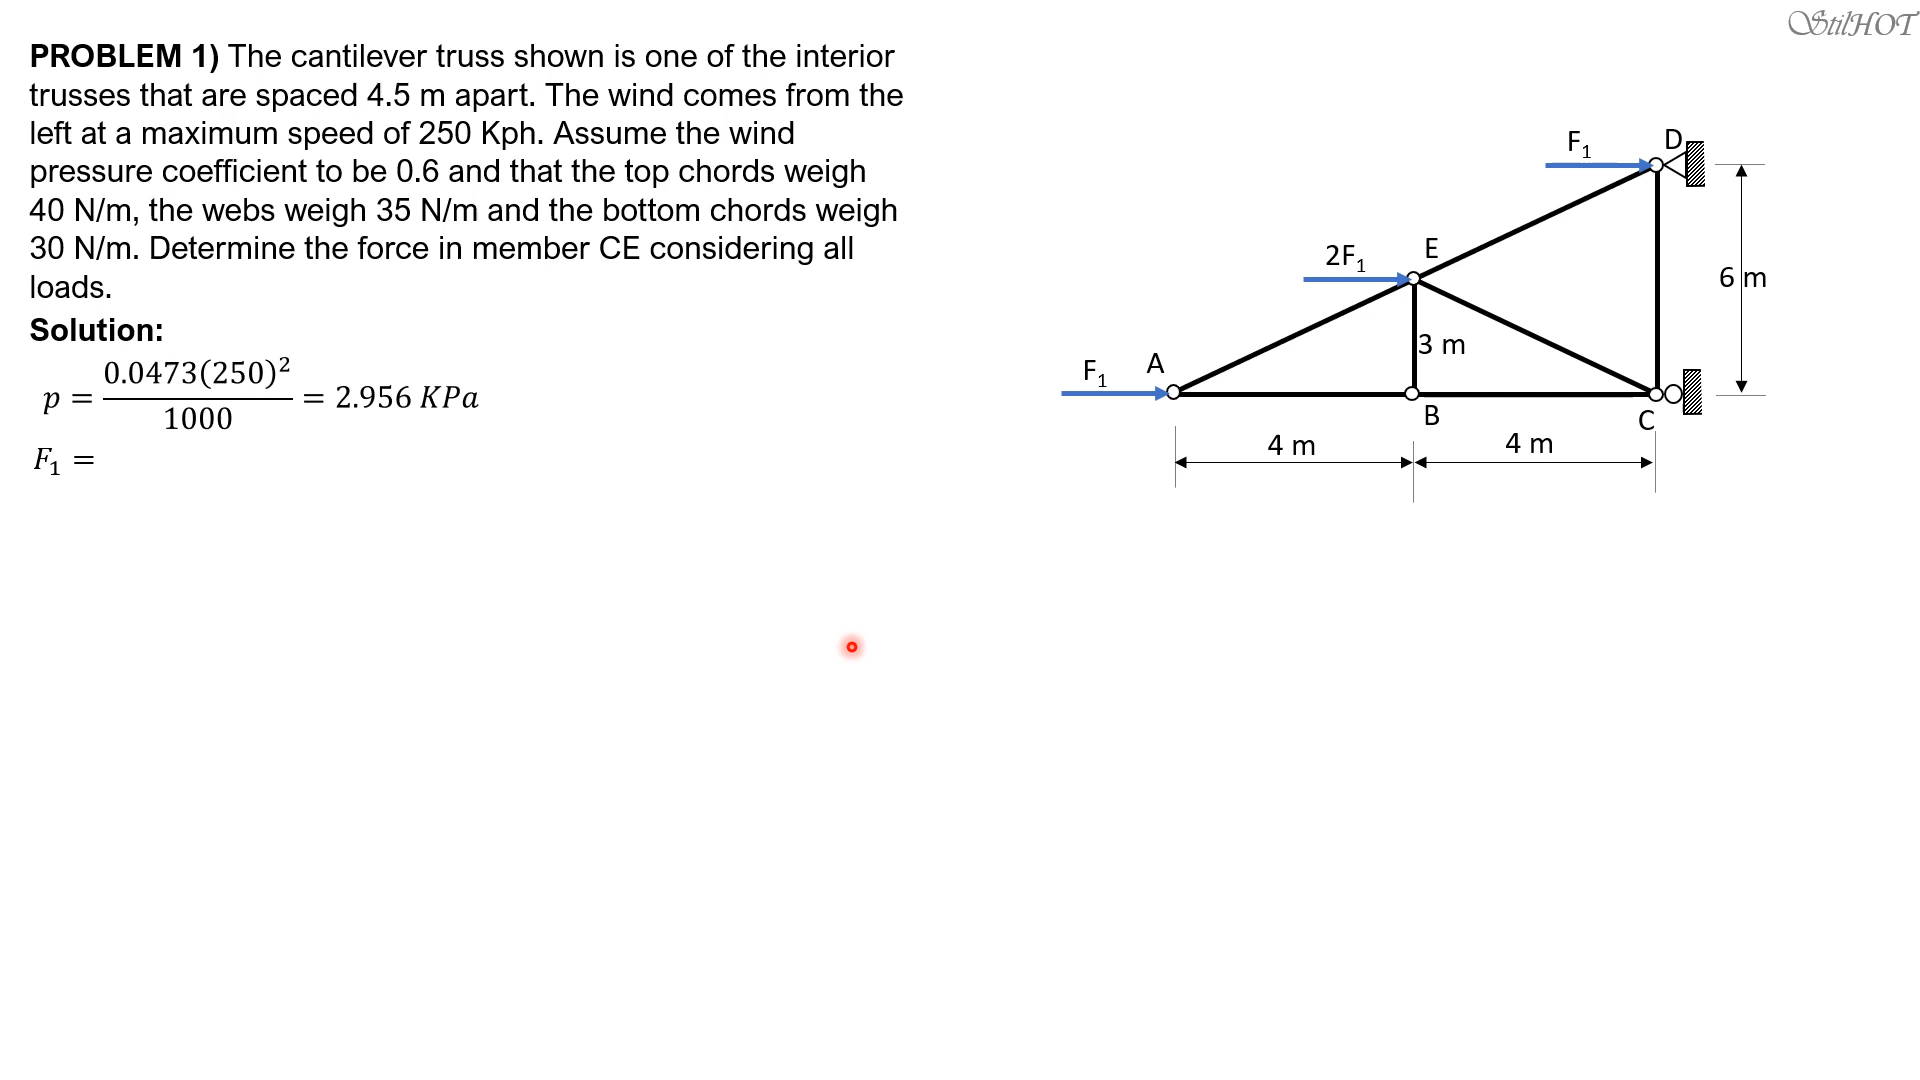 StilHOT
PROBLEM 1) The cantilever truss shown is one of the interior
trusses that are spaced 4.5 m apart. The wind comes from the
left at a maximum speed of 250 Kph. Assume the wind
pressure coefficient to be 0.6 and that the top chords weigh
40 N/m, the webs weigh 35 N/m and the bottom chords weigh
30 N/m. Determine the force in member CE considering all
loads.
Solution:
p = 0.0473(250)² / 1000 = 2.956 KPa
F₁ =
F₁ D
2F₁ E
6 m
3 m
F₁ A
B
C
4 m 4 m